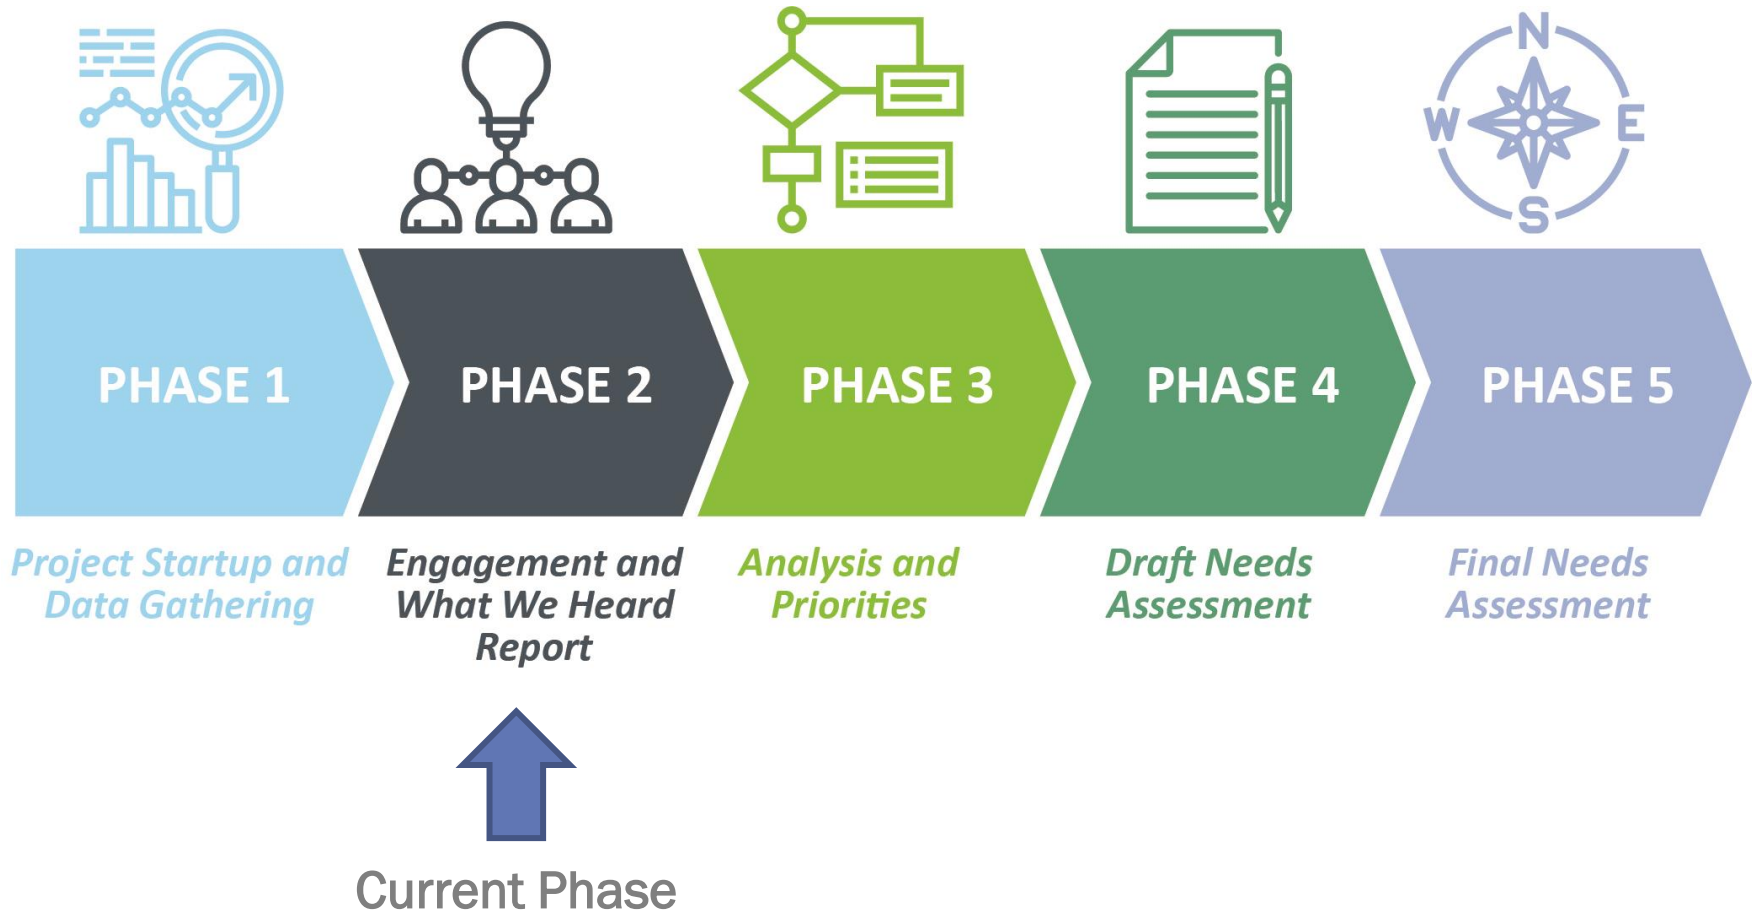 N
W
E
S
PHASE 1
PHASE 2
PHASE 3
PHASE 4
PHASE 5
Project Startup and
Data Gathering
Engagement and
What We Heard
Report
Analysis and
Priorities
Draft Needs
Assessment
Final Needs
Assessment
Current Phase